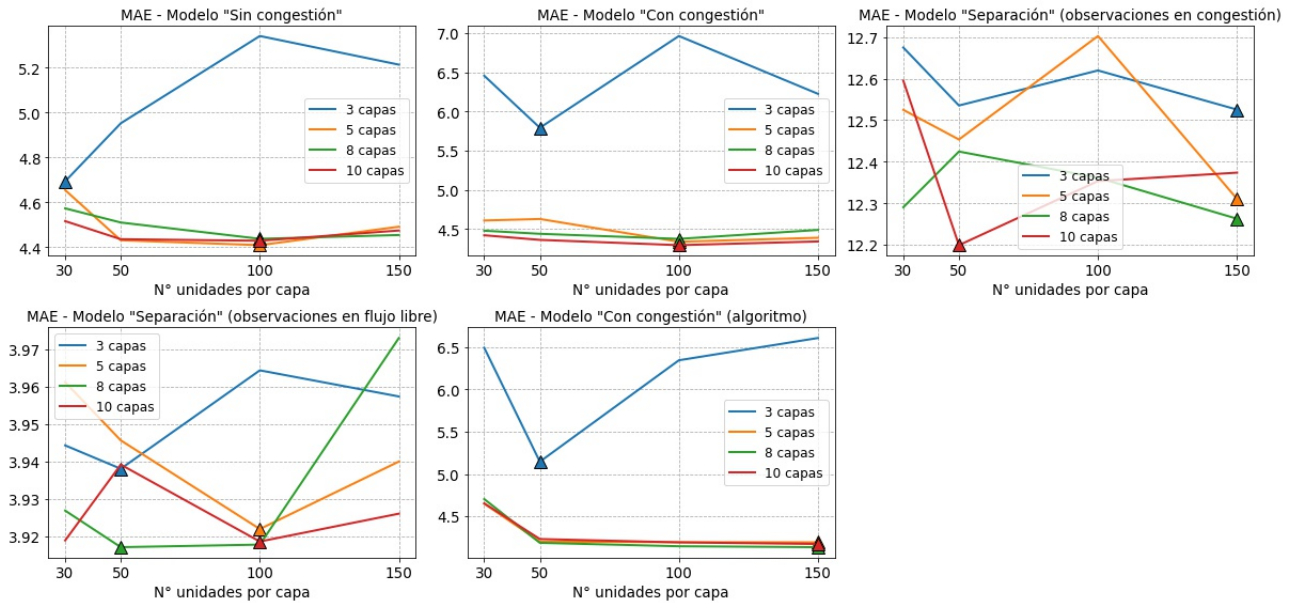 MAE - Modelo "Sin congestión"
5.2
5.0
4.8
4.6
4.4
30 50 100 150
N° unidades por capa
3 capas
5 capas
8 capas
10 capas
MAE - Modelo "Con congestión"
7.0
6.5
6.0
5.5
5.0
4.5
30 50 100 150
N° unidades por capa
3 capas
5 capas
8 capas
10 capas
MAE - Modelo "Separación" (observaciones en congestión)
12.7
12.6
12.5
12.4
12.3
12.2
30 50 100 150
N° unidades por capa
3 capas
5 capas
8 capas
10 capas
MAE - Modelo "Separación" (observaciones en flujo libre)
3.97
3.96
3.95
3.94
3.93
3.92
30 50 100 150
N° unidades por capa
3 capas
5 capas
8 capas
10 capas
MAE - Modelo "Con congestión" (algoritmo)
6.5
6.0
5.5
5.0
4.5
30 50 100 150
N° unidades por capa
3 capas
5 capas
8 capas
10 capas